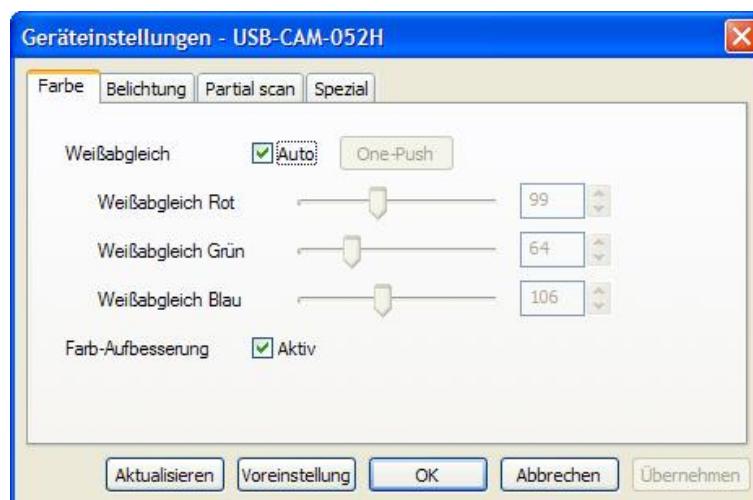 Geräteinstellungen - USB-CAM-052H
Farbe Belichtung Partial scan Spezial
Weißabgleich Auto One-Push
Weißabgleich Rot 99
Weißabgleich Grün 64
Weißabgleich Blau 106
Farb-Aufbesserung Aktiv
Aktualisieren Voreinstellung OK Abbrechen Übernehmen